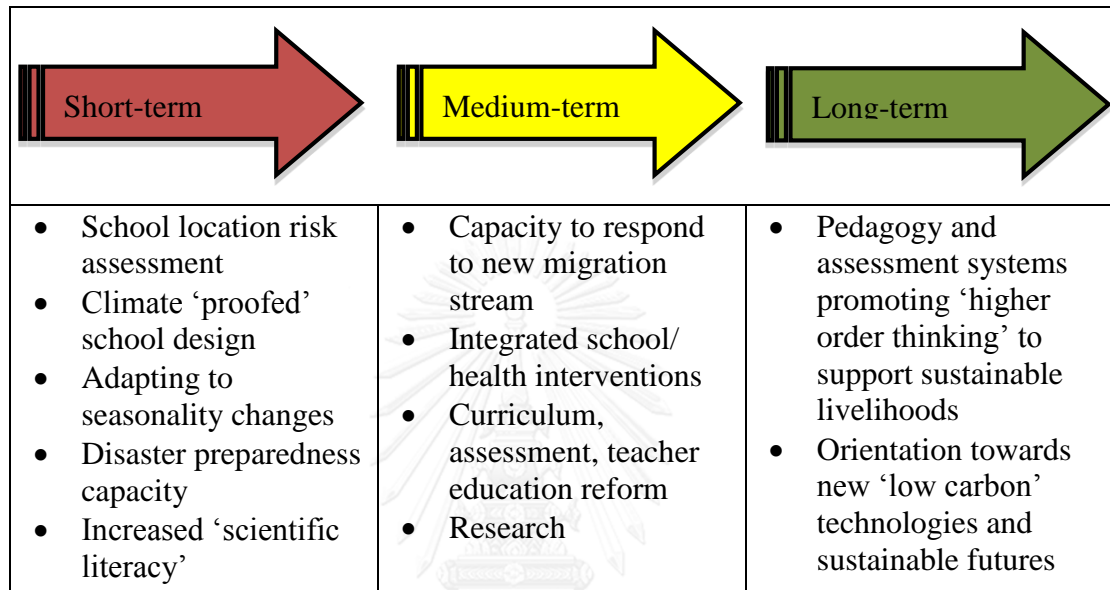 Short-term
Medium-term
Long-term
• School location risk
assessment
• Climate ‘proofed’
school design
• Adapting to
seasonality changes
• Disaster preparedness
capacity
• Increased ‘scientific
literacy’
• Capacity to respond
to new migration
stream
• Integrated school/
health interventions
• Curriculum,
assessment, teacher
education reform
• Research
• Pedagogy and
assessment systems
promoting ‘higher
order thinking’ to
support sustainable
livelihoods
• Orientation towards
new ‘low carbon’
technologies and
sustainable futures